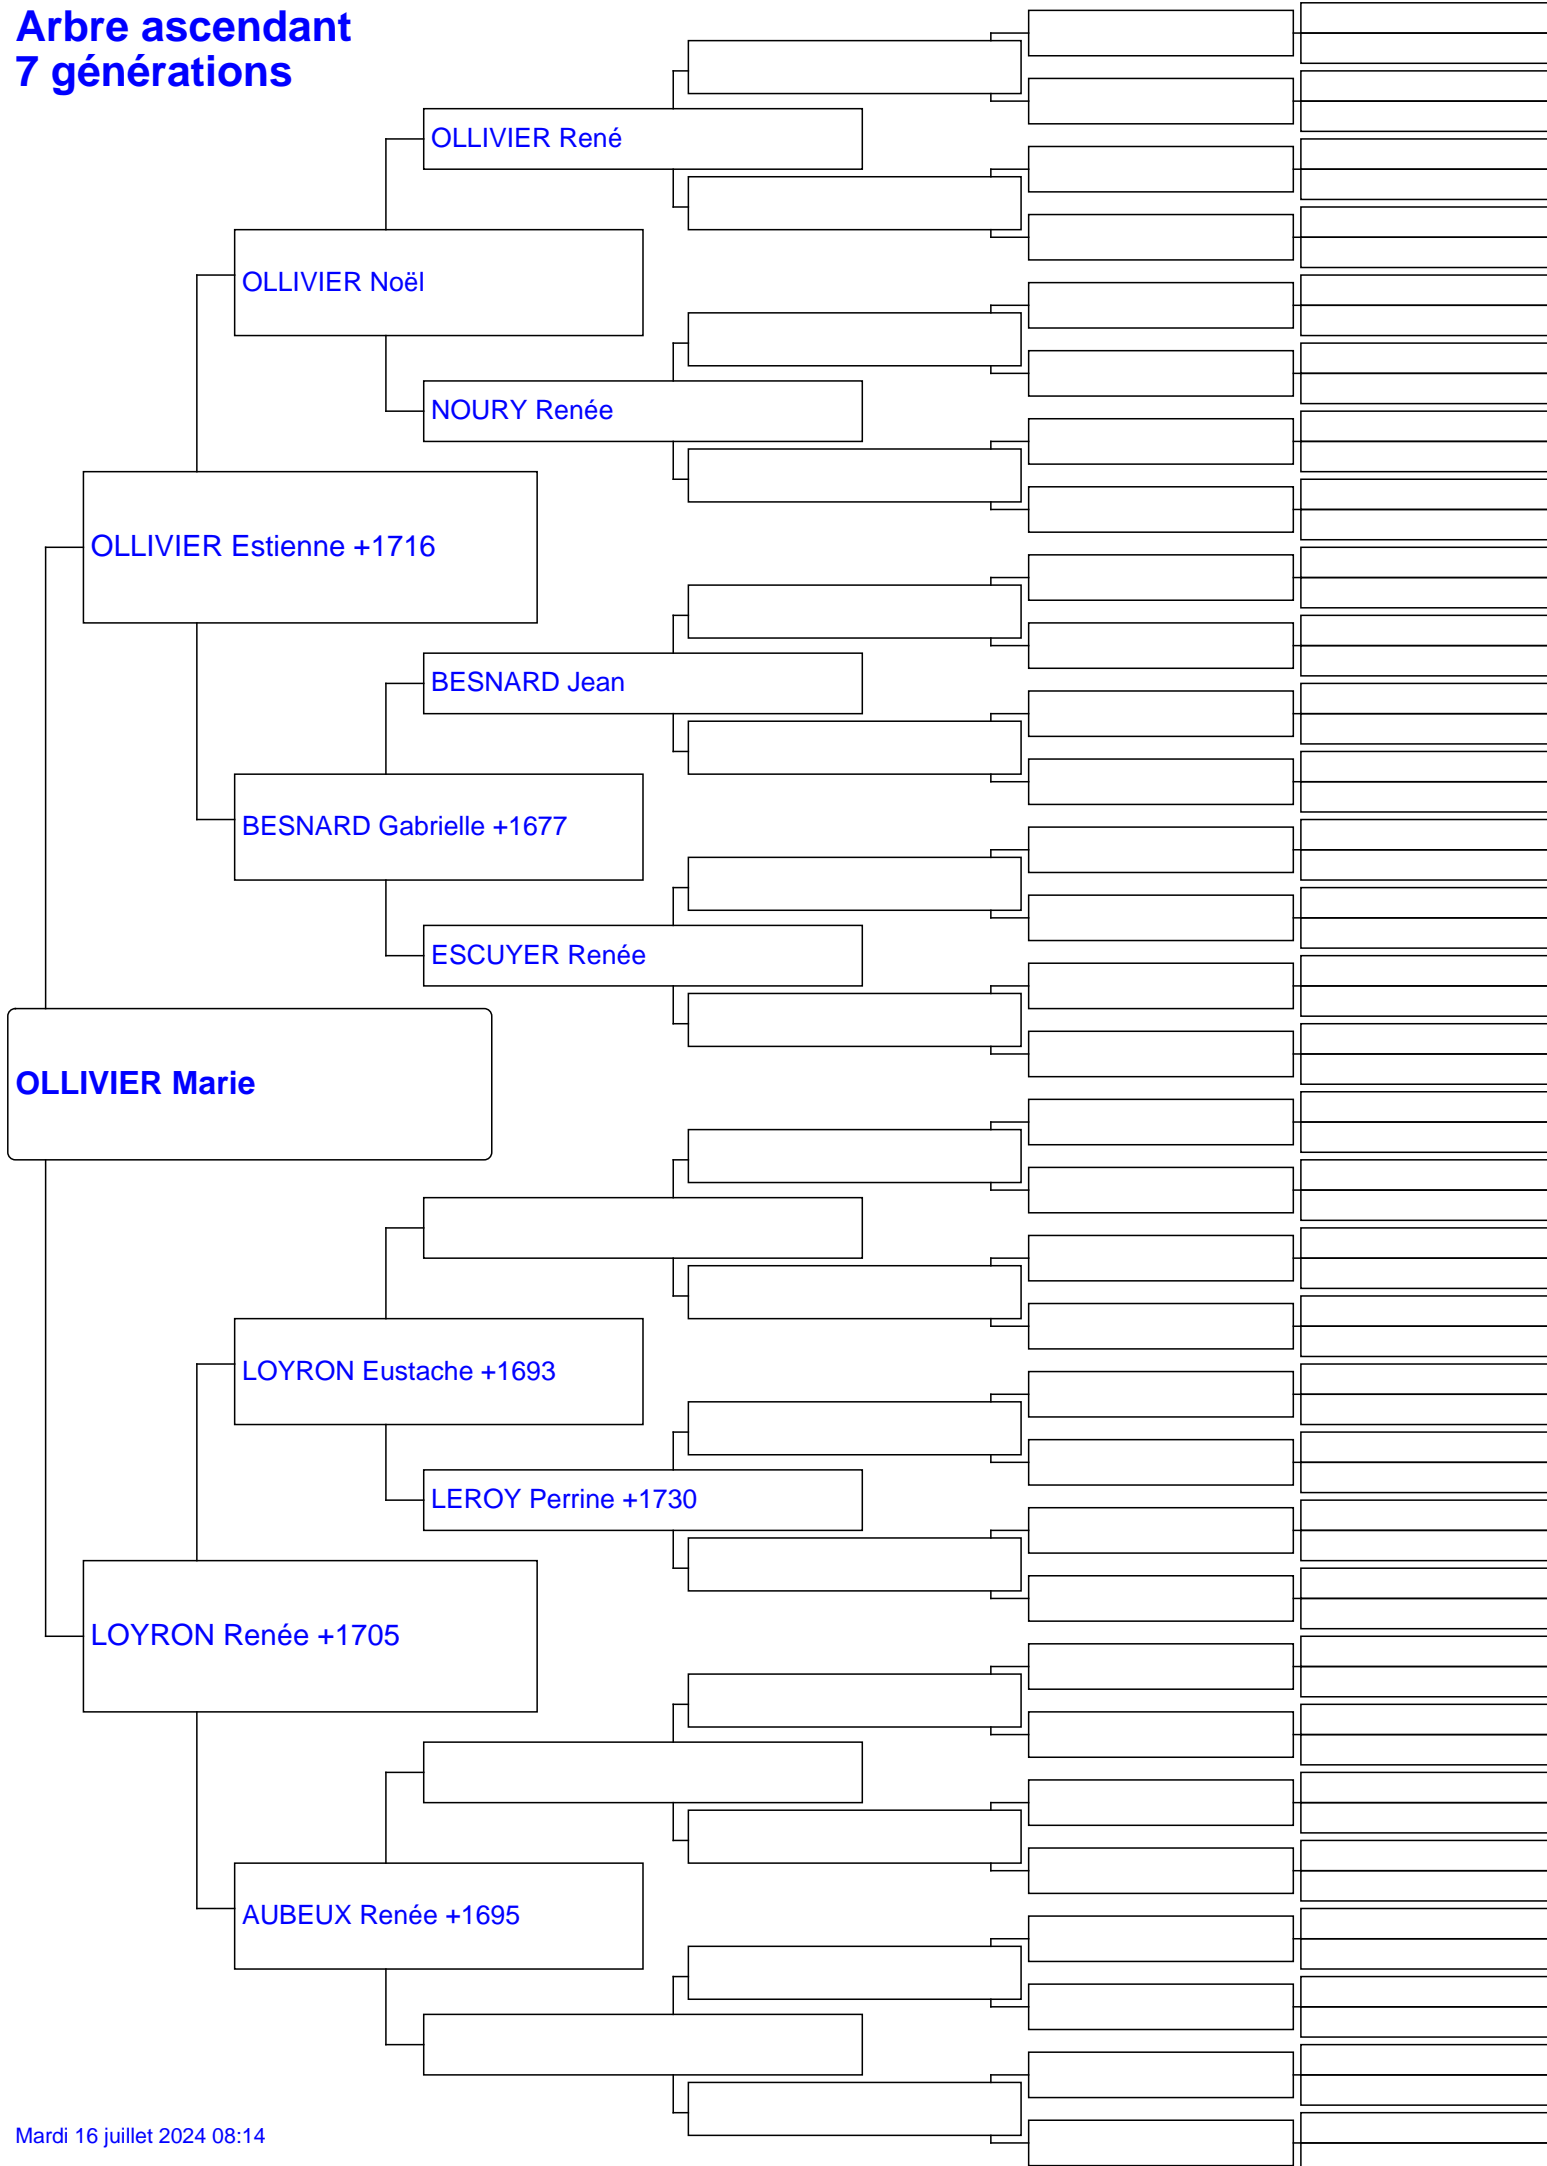 Arbre ascendant
7 générations
OLLIVIER René
OLLIVIER Noël
NOURY Renée
OLLIVIER Estienne +1716
BESNARD Jean
BESNARD Gabrielle +1677
ESCUYER Renée
OLLIVIER Marie
LOYRON Eustache +1693
LEROY Perrine +1730
LOYRON Renée +1705
AUBEUX Renée +1695
Mardi 16 juillet 2024 08:14